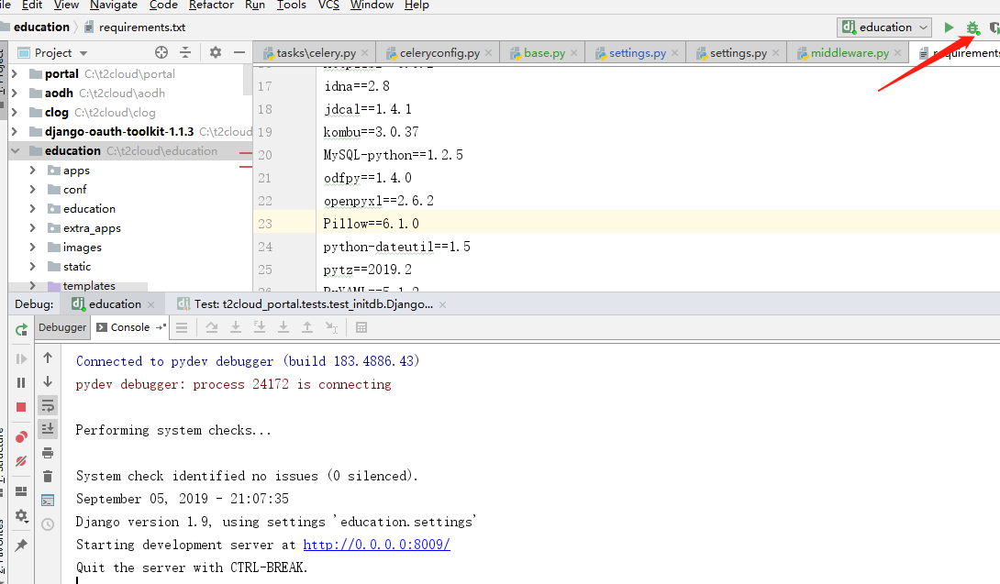 Edit View Navigate Code Refactor Run Tools VCS Window Help
education requirements.txt education
Project tasks\celery.py celeryconfig.py base.py settings.py settings.py middleware.py requirements
portal C:\t2cloud\portal
aodh C:\t2cloud\aodh
clog C:\t2cloud\clog
django-oauth-toolkit-1.1.3 C:\t2cloud
education C:\t2cloud\education
apps
conf
education
extra_apps
images
static
templates
17 idna==2.8
18 jdcal==1.4.1
19 kombu==3.0.37
20 MySQL-python==1.2.5
21 odfpy==1.4.0
22 openpyxl==2.6.2
23 Pillow==6.1.0
24 python-dateutil==1.5
25 pytz==2019.2
Debug: education Test: t2cloud_portal.tests.test_initdb.Django...
Debugger Console
Connected to pydev debugger (build 183.4886.43)
pydev debugger: process 24172 is connecting
Performing system checks...
System check identified no issues (0 silenced).
September 05, 2019 - 21:07:35
Django version 1.9, using settings 'education.settings'
Starting development server at http://0.0.0.0:8009/
Quit the server with CTRL-BREAK.